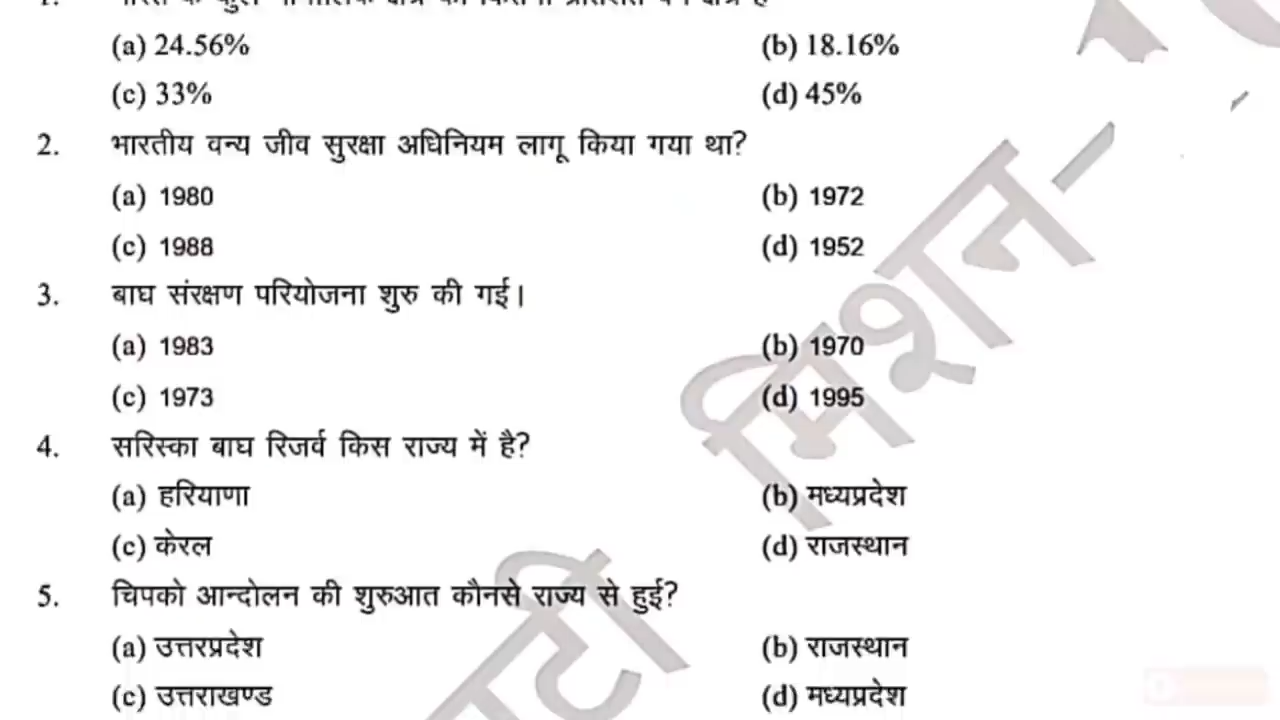 (a) 24.56% (b) 18.16%
(c) 33% (d) 45%
2. भारतीय वन्य जीव सुरक्षा अधिनियम लागू किया गया था?
(a) 1980 (b) 1972
(c) 1988 (d) 1952
3. बाघ संरक्षण परियोजना शुरु की गई।
(a) 1983 (b) 1970
(c) 1973 (d) 1995
4. सरिस्का बाघ रिजर्व किस राज्य में है?
(a) हरियाणा (b) मध्यप्रदेश
(c) केरल (d) राजस्थान
5. चिपको आन्दोलन की शुरुआत कौनसे राज्य से हुई?
(a) उत्तरप्रदेश (b) राजस्थान
(c) उत्तराखण्ड (d) मध्यप्रदेश
मिशन-